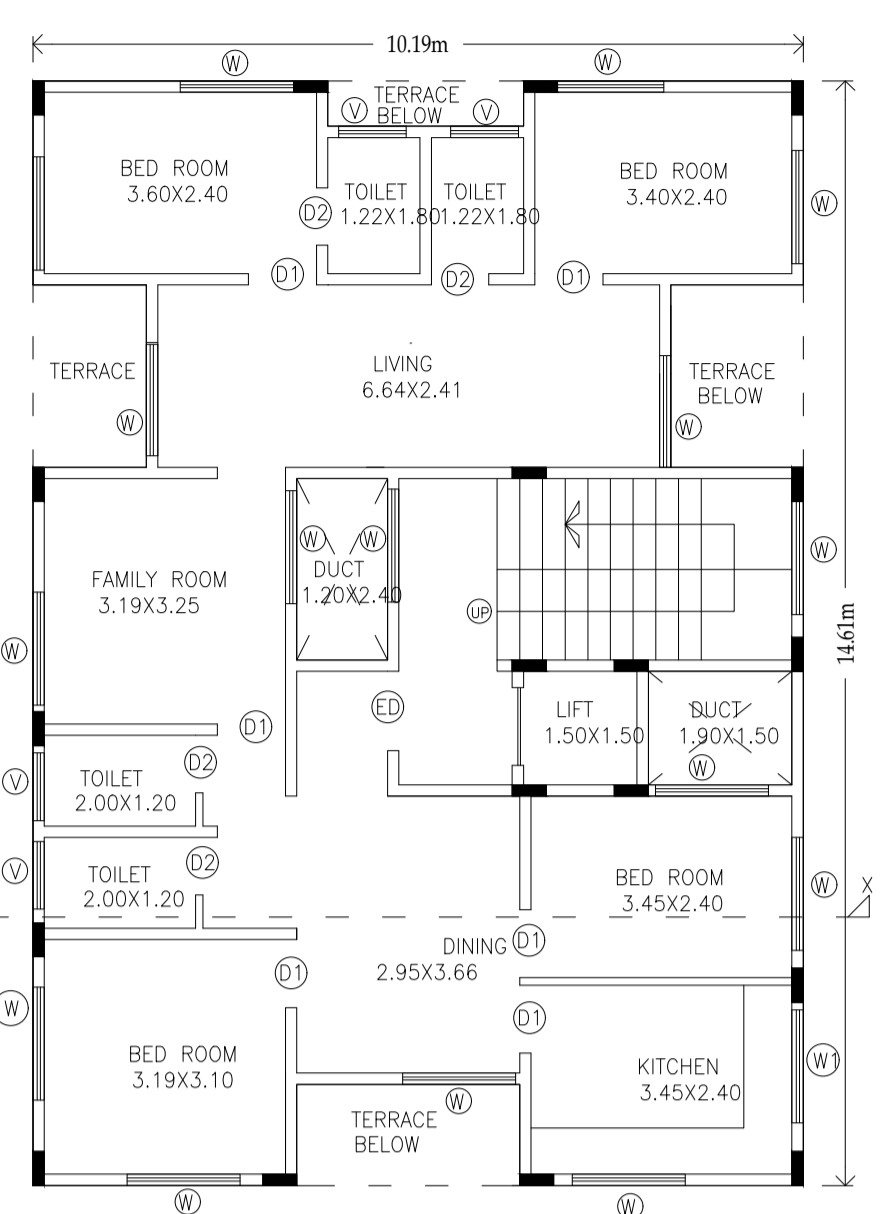 10.19m
W
W
TERRACE
BELOW
V
V
BED ROOM
3.60X2.40
TOILET
1.22X1.80
TOILET
1.22X1.80
BED ROOM
3.40X2.40
W
D2
D1
D2
D1
TERRACE
LIVING
6.64X2.41
TERRACE
BELOW
W
W
FAMILY ROOM
3.19X3.25
W
W
DUCT
1.20X2.40
UP
W
14.61m
W
D1
ED
LIFT
1.50X1.50
DUCT
1.90X1.50
W
V
TOILET
2.00X1.20
D2
V
TOILET
2.00X1.20
D2
BED ROOM
3.45X2.40
W
X
DINING
2.95X3.66
D1
D1
W
D1
BED ROOM
3.19X3.10
KITCHEN
3.45X2.40
W1
W
TERRACE
BELOW
W
W